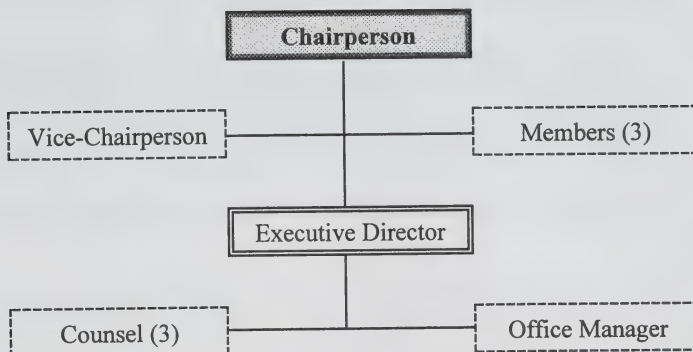 Chairperson
Vice-Chairperson
Members (3)
Executive Director
Counsel (3)
Office Manager